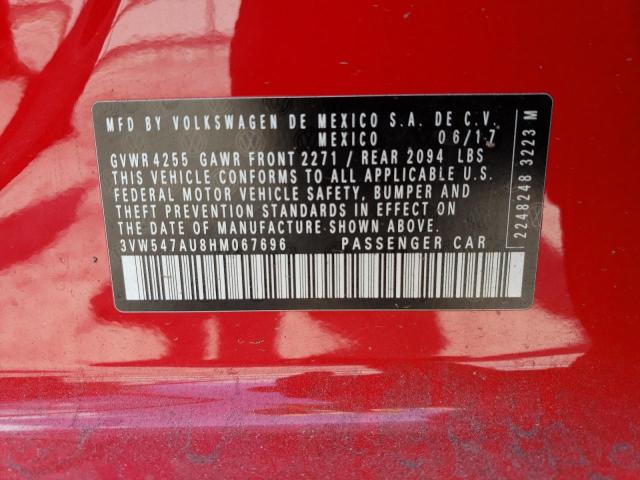 MFD BY VOLKSWAGEN DE MEXICO S.A. DE C.V.
MEXICO 06/17
GVWR 4255 GAWR FRONT 2271 / REAR 2094 LBS
THIS VEHICLE CONFORMS TO ALL APPLICABLE U.S.
FEDERAL MOTOR VEHICLE SAFETY, BUMPER AND
THEFT PREVENTION STANDARDS IN EFFECT ON
THE DATE OF MANUFACTURE SHOWN ABOVE.
3VW547AU8HM067696 PASSENGER CAR
2248248 3223 M